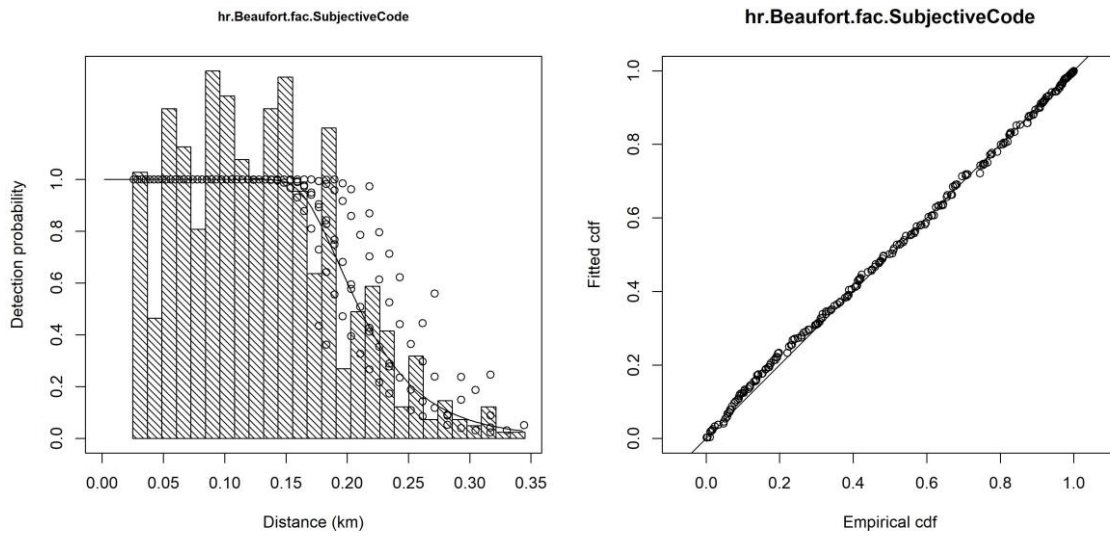 hr.Beaufort.fac.SubjectiveCode
Detection probability
1.0
0.8
0.6
0.4
0.2
0.0
0.00 0.05 0.10 0.15 0.20 0.25 0.30 0.35
Distance (km)
hr.Beaufort.fac.SubjectiveCode
Fitted cdf
1.0
0.8
0.6
0.4
0.2
0.0
0.0 0.2 0.4 0.6 0.8 1.0
Empirical cdf